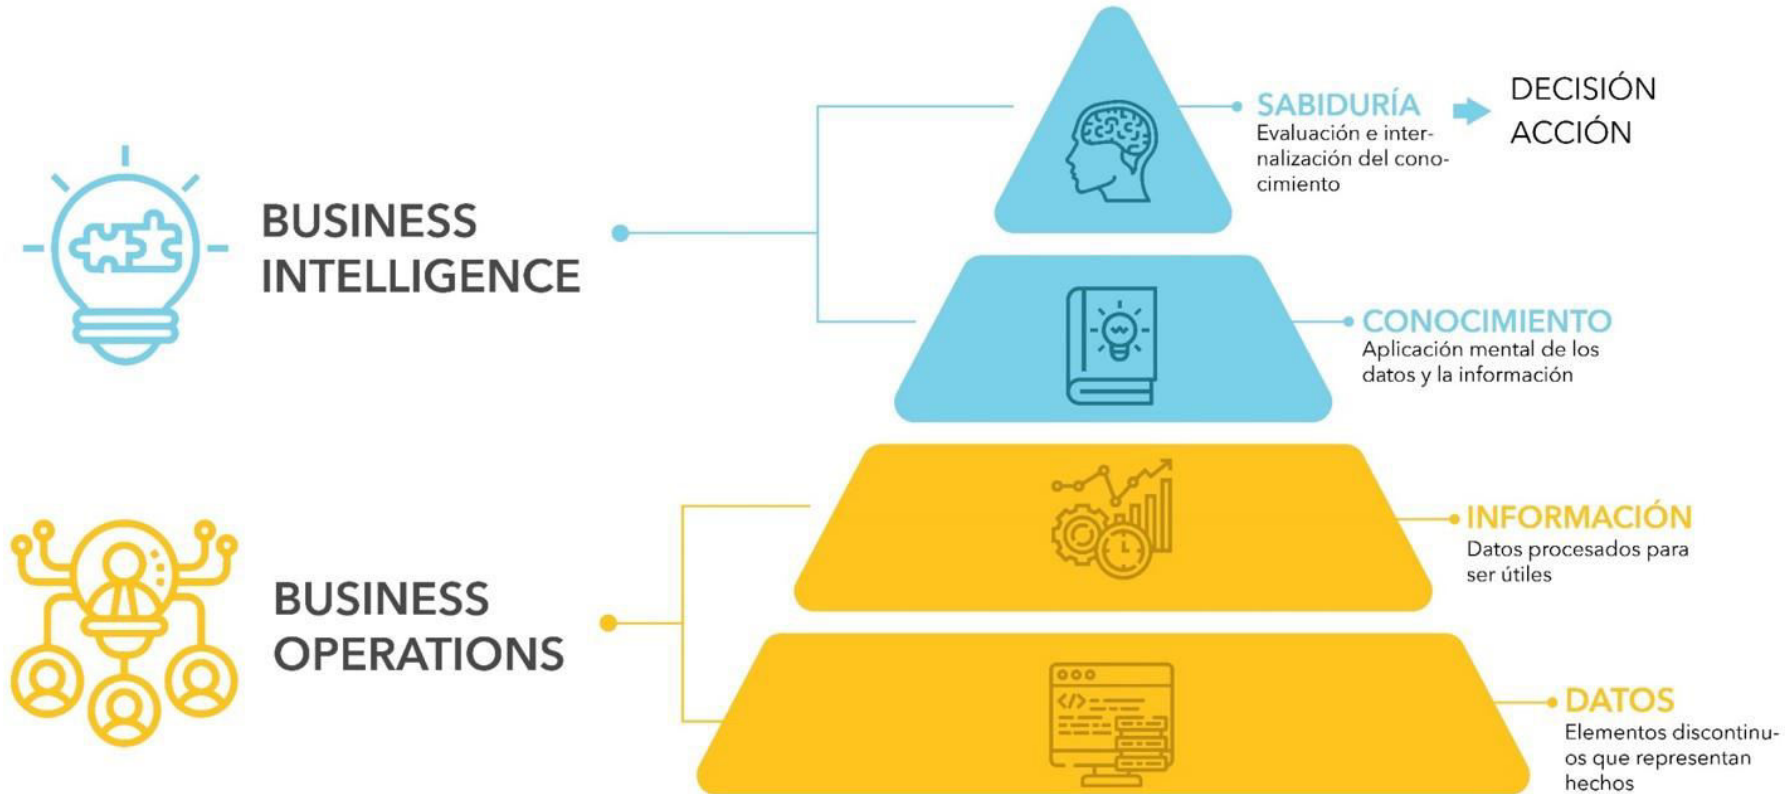 SABIDURÍA
Evaluación e inter-
nalización del cono-
cimiento
DECISIÓN
ACCIÓN
BUSINESS
INTELLIGENCE
CONOCIMIENTO
Aplicación mental de los
datos y la información
INFORMACIÓN
Datos procesados para
ser útiles
BUSINESS
OPERATIONS
DATOS
Elementos discontinu-
os que representan
hechos